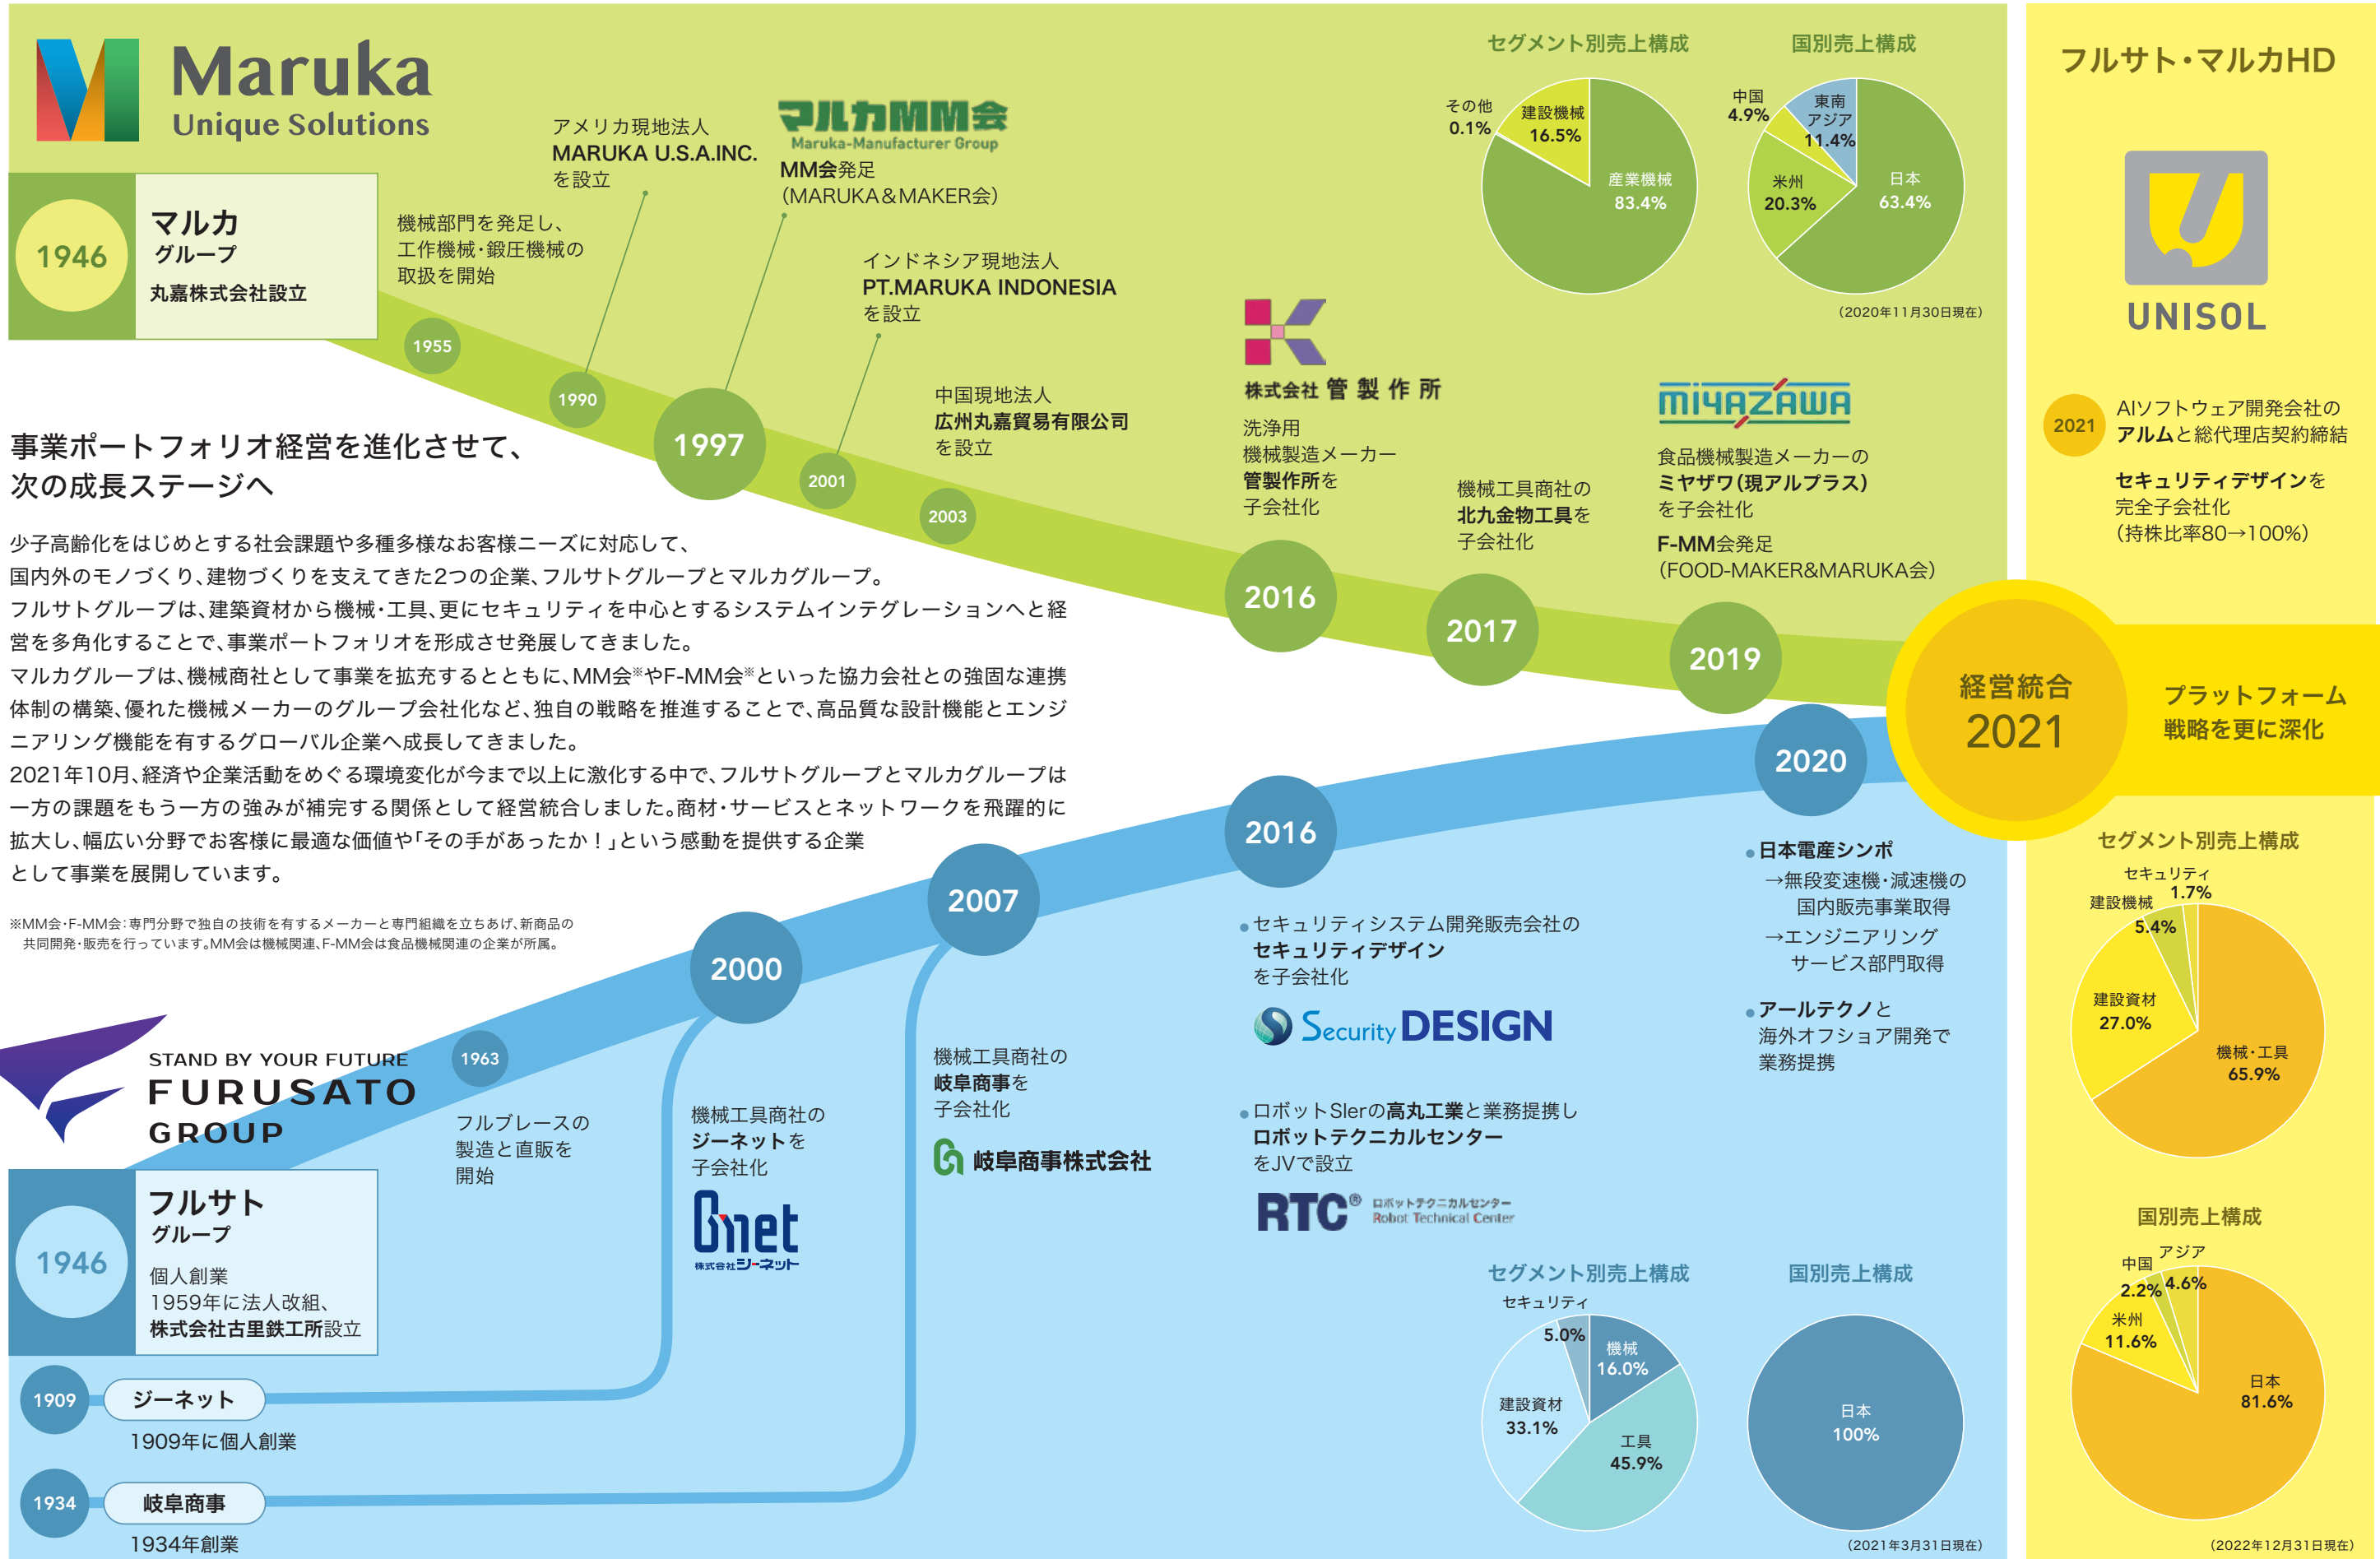 Maruka
Unique Solutions
1946
マルカ
グループ
丸嘉株式会社設立
機械部門を発足し、
工作機械・鍛圧機械の
取扱を開始
1955
アメリカ現地法人
MARUKA U.S.A.INC.
を設立
1990
マルカMM会
Maruka-Manufacturer Group
MM会発足
（MARUKA＆MAKER会）
1997
インドネシア現地法人
PT.MARUKA INDONESIA
を設立
2001
中国現地法人
広州丸嘉貿易有限公司
を設立
2003
株式会社 管製作所
洗浄用
機械製造メーカー
管製作所を
子会社化
2016
機械工具商社の
北九金物工具を
子会社化
2017
MIYAZAWA
食品機械製造メーカーの
ミヤザワ（現アルプラス）
を子会社化
F-MM会発足
（FOOD-MAKER&MARUKA会）
2019
セグメント別売上構成
その他
0.1%
建設機械
16.5%
産業機械
83.4%
国別売上構成
中国
4.9%
東南
アジア
11.4%
米州
20.3%
日本
63.4%
（2020年11月30日現在）
事業ポートフォリオ経営を進化させて、
次の成長ステージへ
少子高齢化をはじめとする社会課題や多種多様なお客様ニーズに対応して、
国内外のモノづくり、建物づくりを支えてきた2つの企業、フルサトグループとマルカグループ。
フルサトグループは、建築資材から機械・工具、更にセキュリティを中心とするシステムインテグレーションへと経
営を多角化することで、事業ポートフォリオを形成させ発展してきました。
マルカグループは、機械商社として事業を拡充するとともに、MM会※やF-MM会※といった協力会社との強固な連携
体制の構築、優れた機械メーカーのグループ会社化など、独自の戦略を推進することで、高品質な設計機能とエンジ
ニアリング機能を有するグローバル企業へ成長してきました。
2021年10月、経済や企業活動をめぐる環境変化が今まで以上に激化する中で、フルサトグループとマルカグループは
一方の課題をもう一方の強みが補完する関係として経営統合しました。商材・サービスとネットワークを飛躍的に
拡大し、幅広い分野でお客様に最適な価値や「その手があったか！」という感動を提供する企業
として事業を展開しています。
※MM会・F-MM会：専門分野で独自の技術を有するメーカーと専門組織を立ちあげ、新商品の
共同開発・販売を行っています。MM会は機械関連、F-MM会は食品機械関連の企業が所属。
STAND BY YOUR FUTURE
FURUSATO
GROUP
1946
フルサト
グループ
個人創業
1959年に法人改組、
株式会社古里鉄工所設立
1909
ジーネット
1909年に個人創業
1934
岐阜商事
1934年創業
1963
フルブレースの
製造と直販を
開始
2000
機械工具商社の
ジーネットを
子会社化
Gnet
株式会社ジーネット
2007
機械工具商社の
岐阜商事を
子会社化
岐阜商事株式会社
2016
●セキュリティシステム開発販売会社の
セキュリティデザイン
を子会社化
Security DESIGN
●ロボットSIerの高丸工業と業務提携し
ロボットテクニカルセンター
をJVで設立
RTC® ロボットテクニカルセンター
Robot Technical Center
2020
●日本電産シンポ
→無段変速機・減速機の
国内販売事業取得
→エンジニアリング
サービス部門取得
●アールテクノと
海外オフショア開発で
業務提携
セグメント別売上構成
セキュリティ
5.0%
機械
16.0%
建設資材
33.1%
工具
45.9%
国別売上構成
日本
100%
（2021年3月31日現在）
フルサト・マルカHD
UNISOL
2021
AIソフトウェア開発会社の
アルムと総代理店契約締結
セキュリティデザインを
完全子会社化
（持株比率80→100%）
経営統合
2021
プラットフォーム
戦略を更に深化
セグメント別売上構成
セキュリティ
1.7%
建設機械
5.4%
建設資材
27.0%
機械・工具
65.9%
国別売上構成
アジア
4.6%
中国
2.2%
米州
11.6%
日本
81.6%
（2022年12月31日現在）